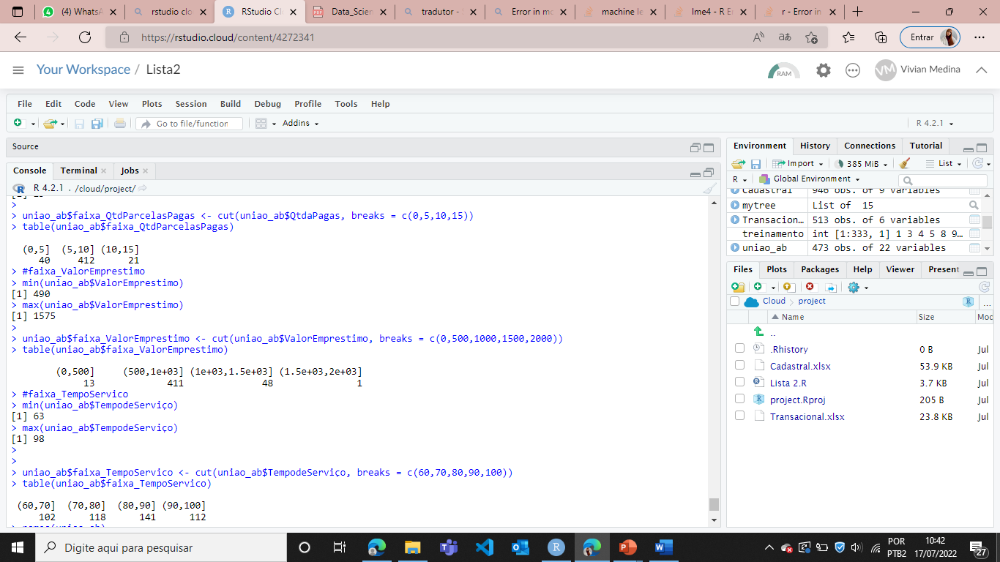 (4) WhatsA
rstudio clo
RStudio Clo
Data_Scien
tradutor -
Error in mo
machine le
lme4 - R Er
r - Error in
https://rstudio.cloud/content/4272341
Entrar
Your Workspace / Lista2
RAM
VM
Vivian Medina
File Edit Code View Plots Session Build Debug Profile Tools Help
Go to file/function
Addins
R 4.2.1
Source
Console Terminal Jobs
R 4.2.1 . /cloud/project/
>
> uniao_ab$faixa_QtdParcelasPagas <- cut(uniao_ab$QtdaPagas, breaks = c(0,5,10,15))
> table(uniao_ab$faixa_QtdParcelasPagas)
(0,5] (5,10] (10,15]
40 412 21
> #faixa_ValorEmprestimo
> min(uniao_ab$ValorEmprestimo)
[1] 490
> max(uniao_ab$ValorEmprestimo)
[1] 1575
>
> uniao_ab$faixa_ValorEmprestimo <- cut(uniao_ab$ValorEmprestimo, breaks = c(0,500,1000,1500,2000))
> table(uniao_ab$faixa_ValorEmprestimo)
(0,500] (500,1e+03] (1e+03,1.5e+03] (1.5e+03,2e+03]
13 411 48 1
> #faixa_TempoServico
> min(uniao_ab$TempodeServiço)
[1] 63
> max(uniao_ab$TempodeServiço)
[1] 98
>
>
> uniao_ab$faixa_TempoServico <- cut(uniao_ab$TempodeServiço, breaks = c(60,70,80,90,100))
> table(uniao_ab$faixa_TempoServico)
(60,70] (70,80] (80,90] (90,100]
102 118 141 112
> names(uniao_ab)
Environment History Connections Tutorial
Import 385 MiB List
R Global Environment
Cadastral 946 obs. of 9 variables
mytree List of 15
Transacion… 513 obs. of 6 variables
treinamento int [1:333, 1] 1 3 4 5 8 9…
uniao_ab 473 obs. of 22 variables
Files Plots Packages Help Viewer Present
Cloud project
...
Name Size Moc
..
.Rhistory 0 B Jul
Cadastral.xlsx 53.9 KB Jul
Lista 2.R 3.7 KB Jul
project.Rproj 205 B Jul
Transacional.xlsx 23.8 KB Jul
Digite aqui para pesquisar
POR
PTB2
10:42
17/07/2022
27